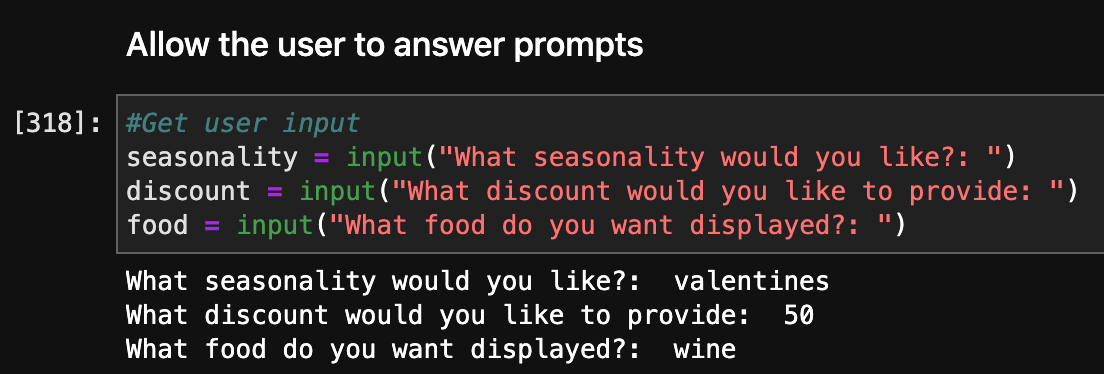 Allow the user to answer prompts
[318]: #Get user input
seasonality = input("What seasonality would you like?: ")
discount = input("What discount would you like to provide: ")
food = input("What food do you want displayed?: ")
What seasonality would you like?:  valentines
What discount would you like to provide:  50
What food do you want displayed?:  wine